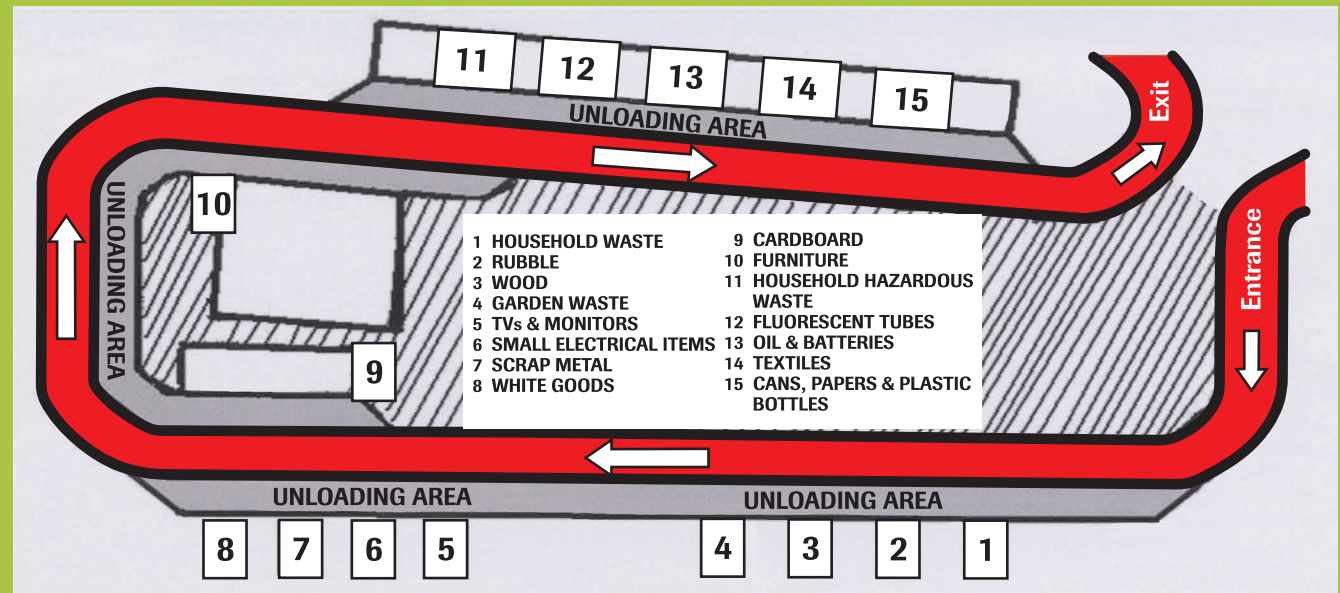 11
12
13
14
15
UNLOADING AREA
Exit
10
UNLOADING AREA
Entrance
1 HOUSEHOLD WASTE
2 RUBBLE
3 WOOD
4 GARDEN WASTE
5 TVs & MONITORS
6 SMALL ELECTRICAL ITEMS
7 SCRAP METAL
8 WHITE GOODS
9 CARDBOARD
10 FURNITURE
11 HOUSEHOLD HAZARDOUS
WASTE
12 FLUORESCENT TUBES
13 OIL & BATTERIES
14 TEXTILES
15 CANS, PAPERS & PLASTIC
BOTTLES
9
UNLOADING AREA
UNLOADING AREA
8
7
6
5
4
3
2
1